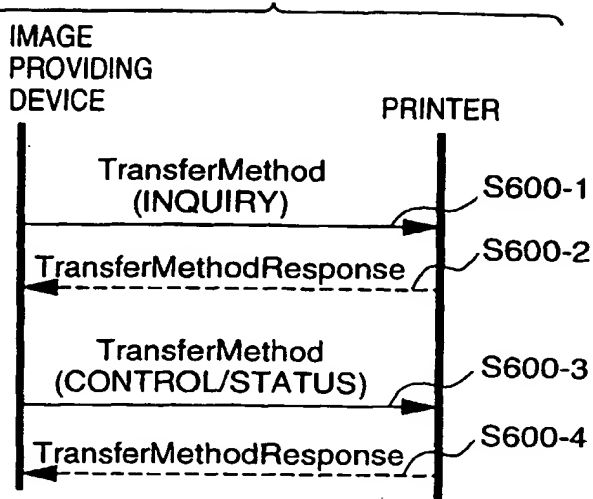 IMAGE
PROVIDING
DEVICE
PRINTER
TransferMethod
(INQUIRY)
S600-1
TransferMethodResponse
S600-2
TransferMethod
(CONTROL/STATUS)
S600-3
TransferMethodResponse
S600-4